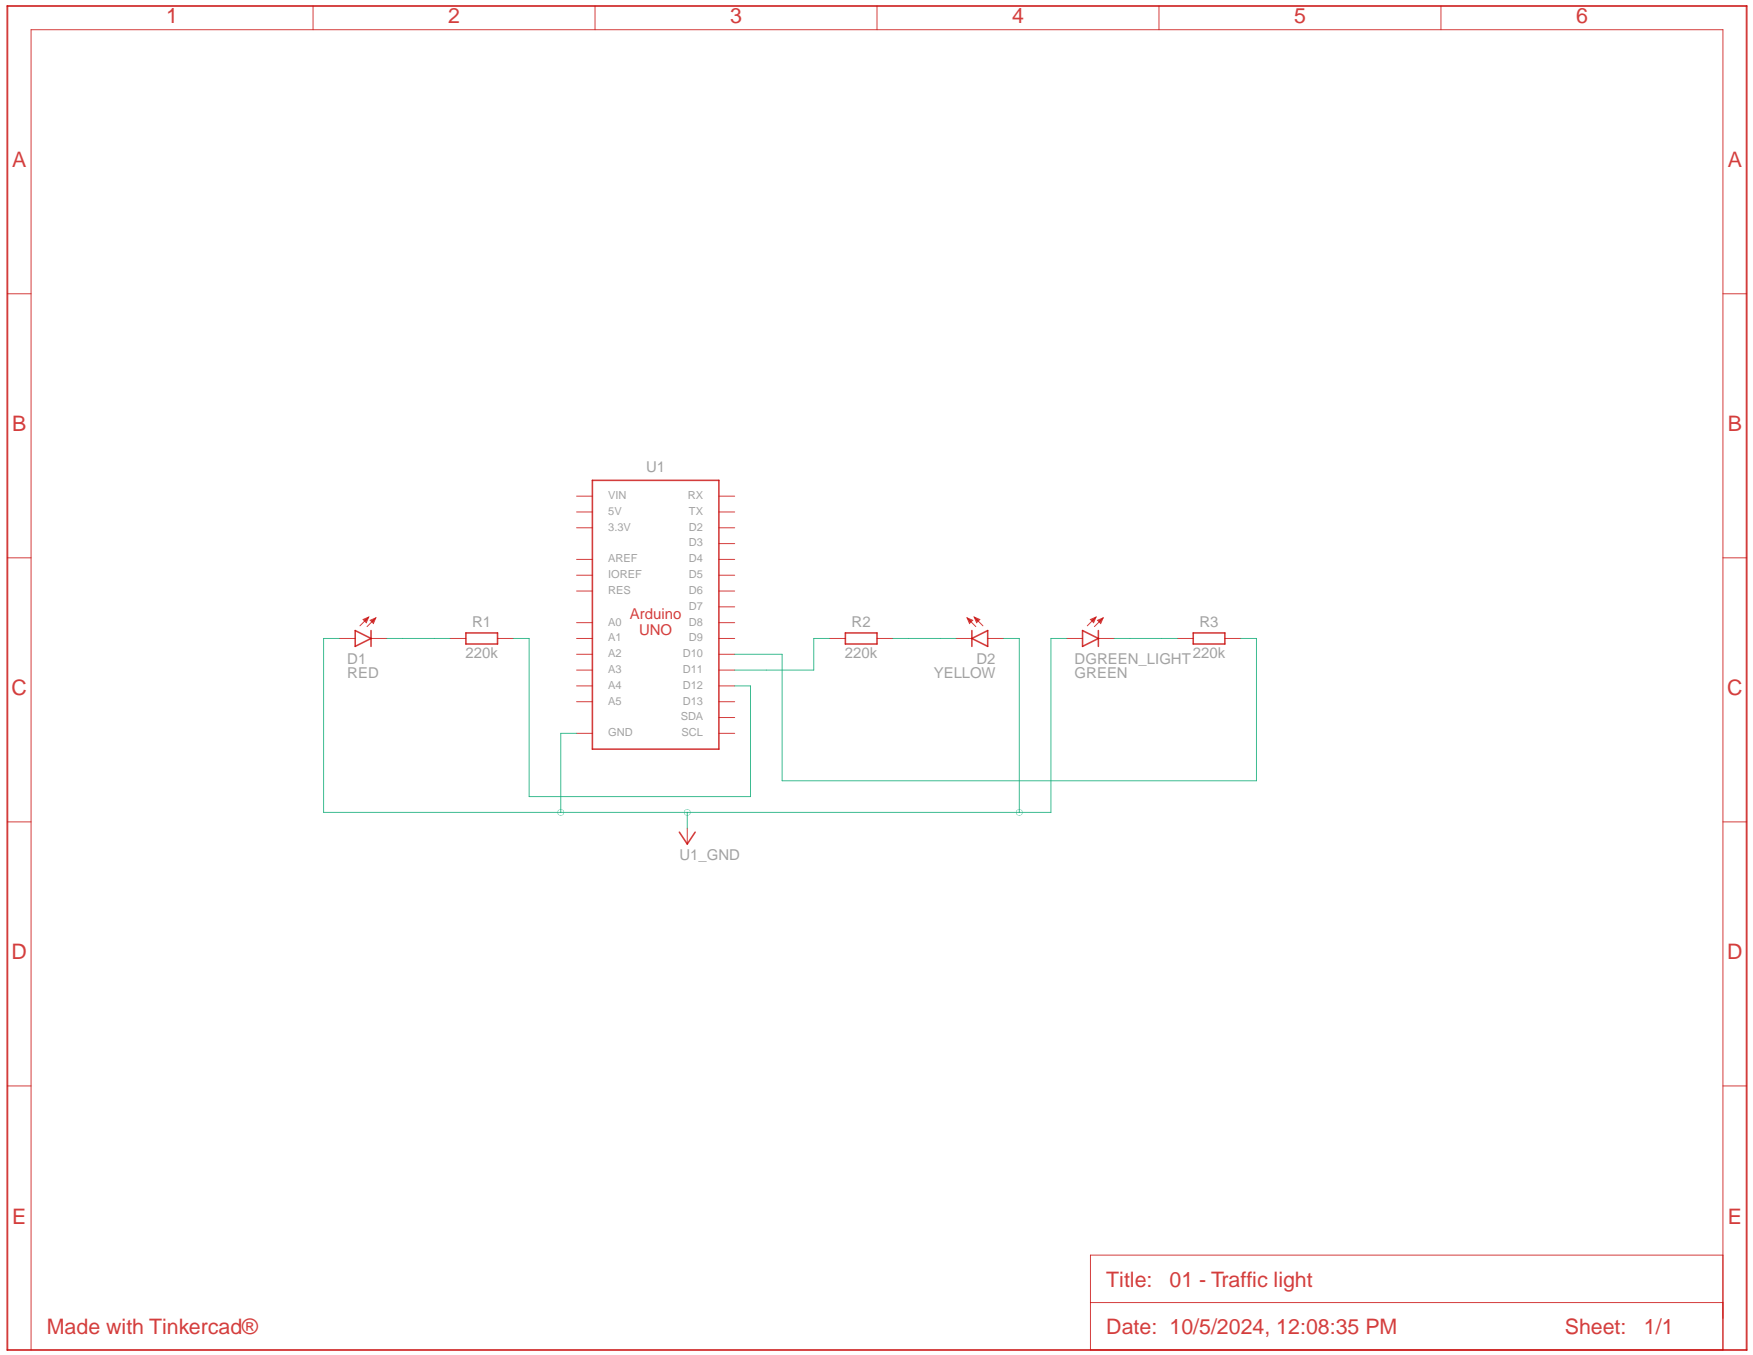 1 2 3 4 5 6
A A
B B
C C
D D
E E
U1
VIN RX
5V TX
3.3V D2
D3
AREF D4
IOREF D5
RES D6
D7
Arduino
UNO
A0 D8
A1 D9
A2 D10
A3 D11
A4 D12
A5 D13
SDA
GND SCL
R1
220k
D1
RED
R2
220k
D2
YELLOW
DGREEN_LIGHT
GREEN
R3
220k
U1_GND
Title: 01 - Traffic light
Date: 10/5/2024, 12:08:35 PM Sheet: 1/1
Made with Tinkercad®